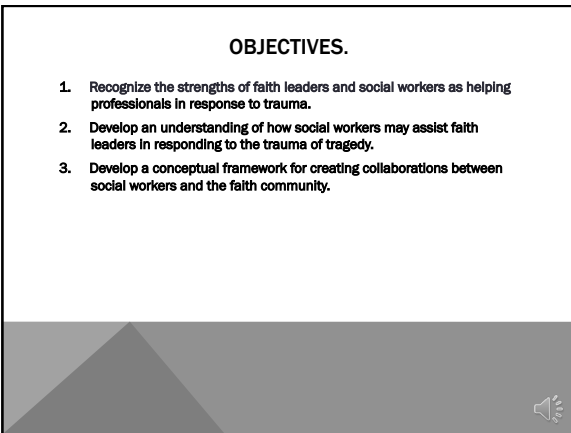 OBJECTIVES.
1. Recognize the strengths of faith leaders and social workers as helping
professionals in response to trauma.
2. Develop an understanding of how social workers may assist faith
leaders in responding to the trauma of tragedy.
3. Develop a conceptual framework for creating collaborations between
social workers and the faith community.